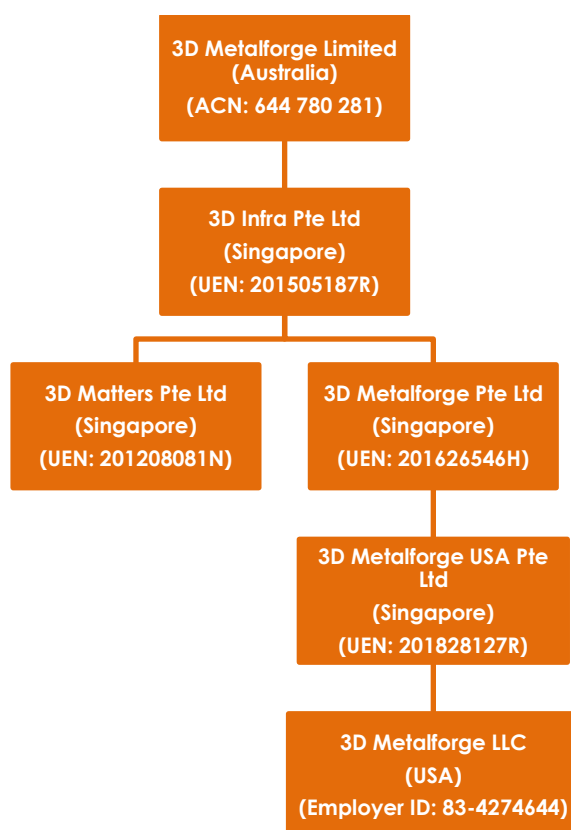 3D Metalforge Limited
(Australia)
(ACN: 644 780 281)
3D Infra Pte Ltd
(Singapore)
(UEN: 201505187R)
3D Matters Pte Ltd
(Singapore)
(UEN: 201208081N)
3D Metalforge Pte Ltd
(Singapore)
(UEN: 201626546H)
3D Metalforge USA Pte
Ltd
(Singapore)
(UEN: 201828127R)
3D Metalforge LLC
(USA)
(Employer ID: 83-4274644)